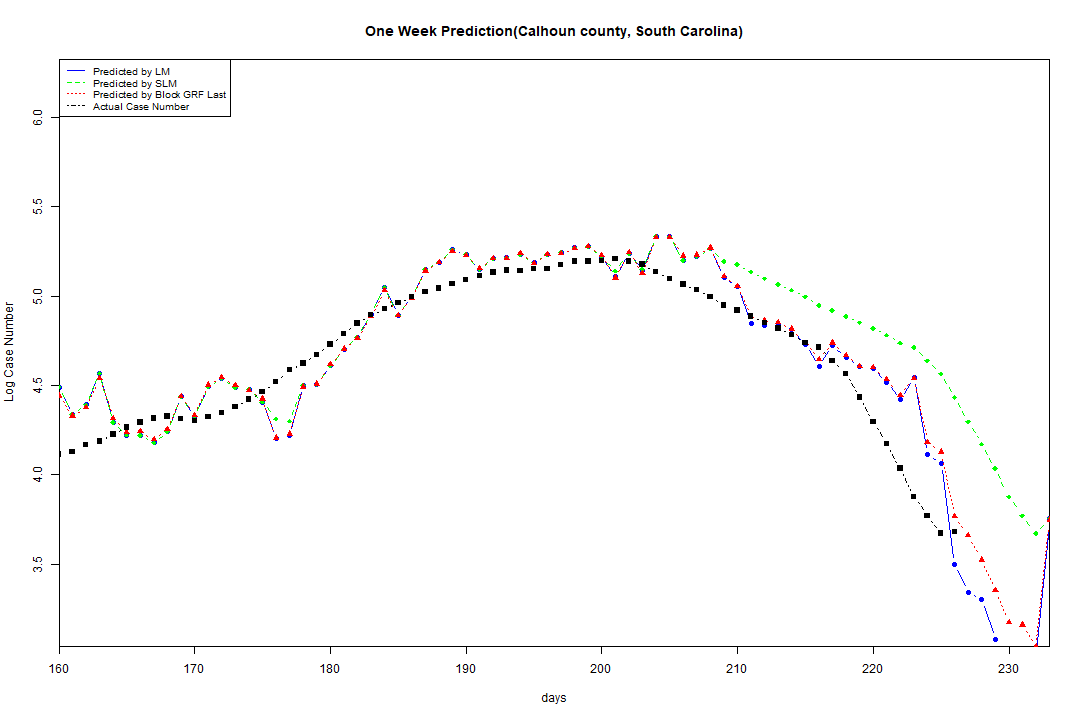 One Week Prediction(Calhoun county, South Carolina)
Predicted by LM
Predicted by SLM
Predicted by Block GRF Last
Actual Case Number
6.0
5.5
5.0
4.5
4.0
3.5
Log Case Number
160 170 180 190 200 210 220 230
days